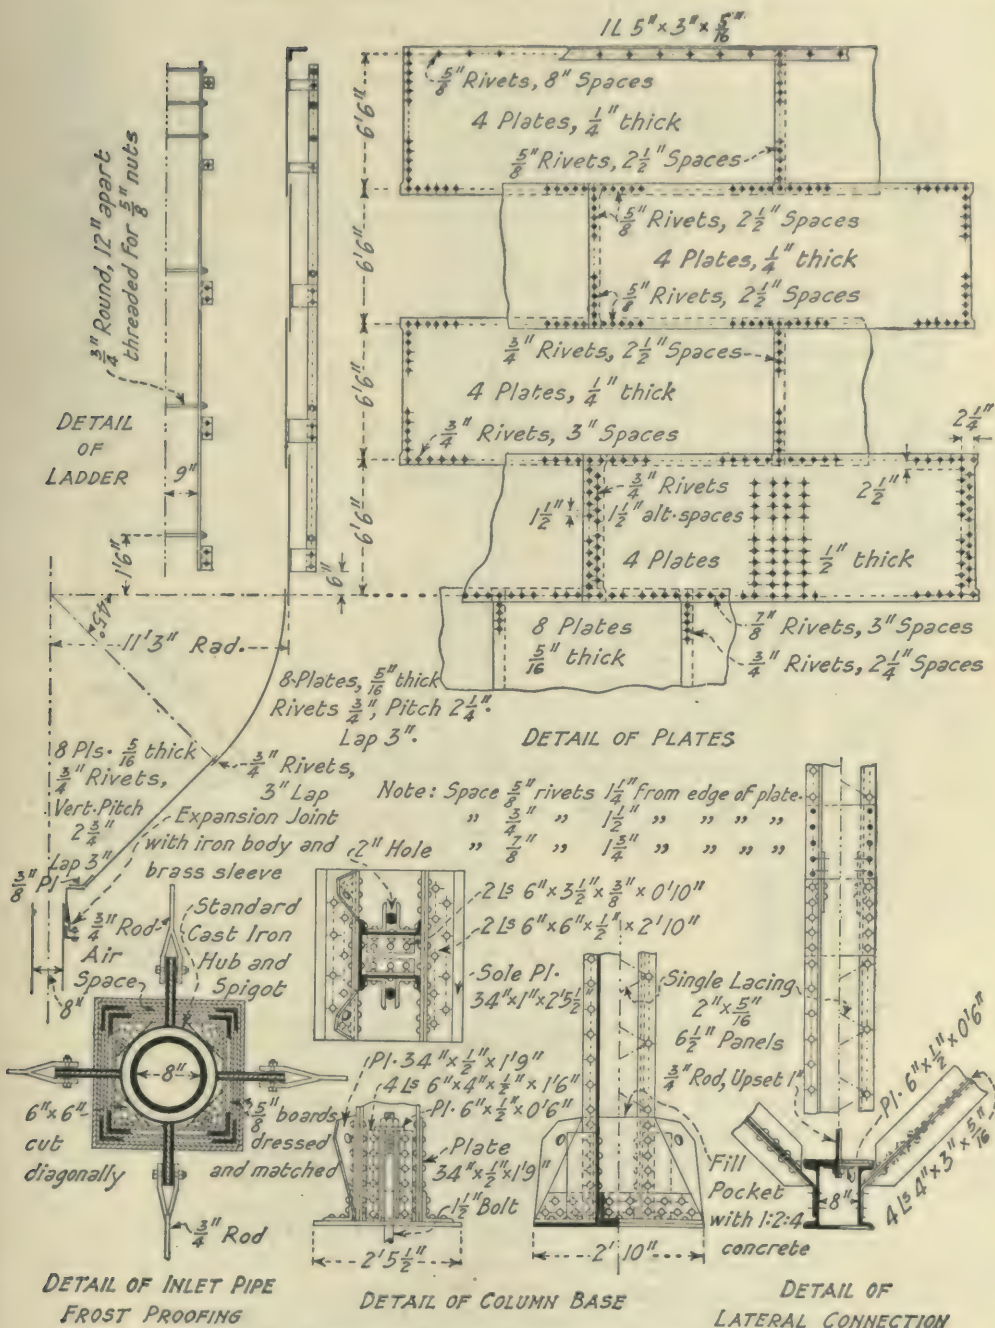 1L 5"×3"×5/16"
5/8" Rivets, 8" Spaces
4 Plates, 1/4" thick
5/8" Rivets, 2 1/2" Spaces
6'6"
3/4" Round, 12" apart
threaded for 5/8" nuts
5/8" Rivets, 2 1/2" Spaces
4 Plates, 1/4" thick
5/8" Rivets, 2 1/2" Spaces
6'6"
3/4" Rivets, 2 1/2" Spaces
4 Plates, 1/4" thick
3/4" Rivets, 3" Spaces
6'6"
DETAIL
OF
LADDER
9"
1'6"
2 1/4"
2 1/2"
3/4" Rivets
1 1/2"
1 1/2" alt. spaces
4 Plates 1/2" thick
6'6"
6"
45°
11'3" Rad.
8 Plates
5/16" thick
7/8" Rivets, 3" Spaces
3/4" Rivets, 2 1/4" Spaces
8 Plates, 5/16" thick
Rivets 3/4", Pitch 2 1/4".
Lap 3".
DETAIL OF PLATES
8 Pls. 5/16 thick
3/4" Rivets,
Vert. Pitch
2 3/4"
Lap 3"
3/8" Pl.
3/4" Rivets,
3" Lap
Expansion Joint
with iron body and
brass sleeve
Note: Space 5/8" rivets 1 1/4" from edge of plate.
" 3/4" " 1 1/2" " " " "
" 7/8" " 1 3/4" " " " "
2" Hole
2 Ls 6"×3 1/2"×3/8"×0'10"
2 Ls 6"×6"×1/2"×2'10"
Sole Pl.
34"×1"×2'5 1/2
3/4" Rod
Air
Space
8"
Standard
Cast Iron
Hub and
Spigot
8"
6"×6"
cut
diagonally
5/8" boards
dressed
and matched
3/4" Rod
Pl. 34"×1/2"×1'9"
4 Ls 6"×4"×1/2"×1'6"
Pl. 6"×1/2"×0'6"
Plate
34"×1/2"×1'9"
1 1/2" Bolt
2'5 1/2"
Single Lacing
2"×5/16"
6 1/2" Panels
3/4" Rod, Upset 1"
Fill
Pocket
with 1:2:4
concrete
2'10"
Pl. 6"×1/2"×0'6"
8"
4 Ls 4"×3"×5/16"
DETAIL OF INLET PIPE
FROST PROOFING
DETAIL OF COLUMN BASE
DETAIL OF
LATERAL CONNECTION